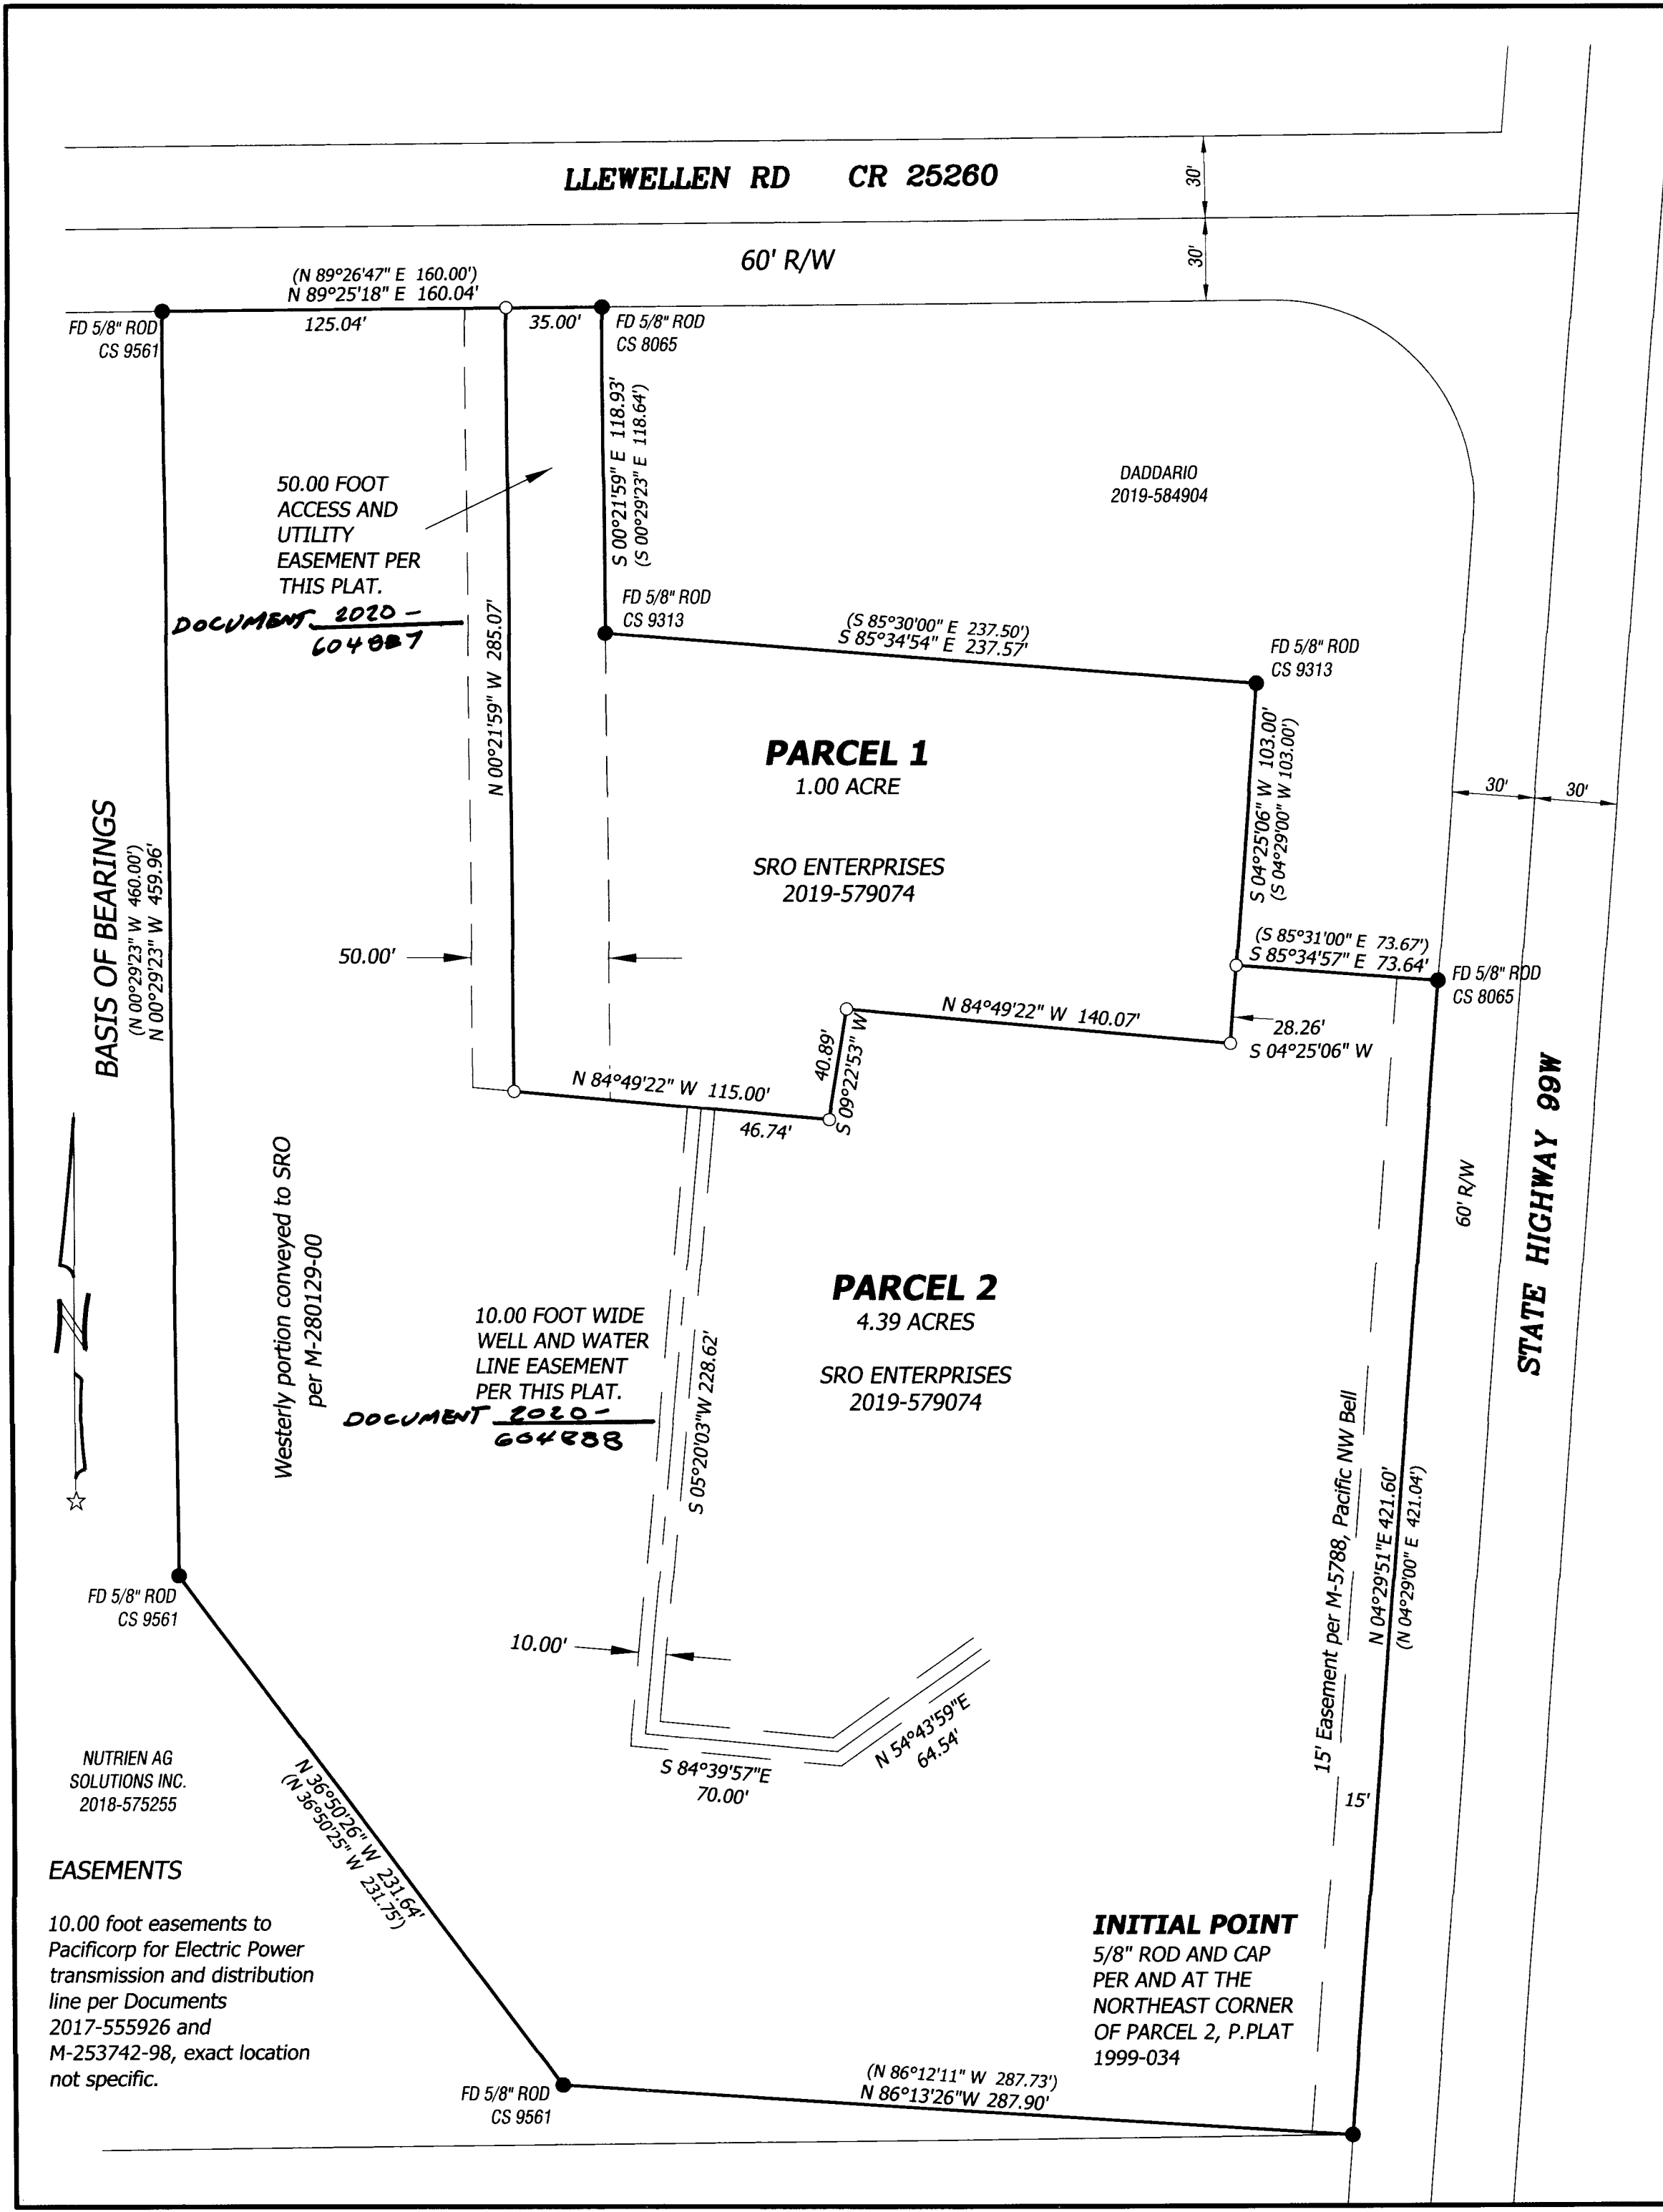 LLEWELLEN RD CR 25260
30'
60' R/W
30'
(N 89°26'47" E 160.00')
N 89°25'18" E 160.04'
125.04'
35.00'
FD 5/8" ROD
CS 9561
FD 5/8" ROD
CS 8065
S 00°21'59" E 118.93'
(S 00°29'23" E 118.64')
DADDARIO
2019-584904
50.00 FOOT
ACCESS AND
UTILITY
EASEMENT PER
THIS PLAT.
DOCUMENT 2020 -
604887
N 00°21'59" W 285.07'
FD 5/8" ROD
CS 9313
(S 85°30'00" E 237.50')
S 85°34'54" E 237.57'
FD 5/8" ROD
CS 9313
PARCEL 1
1.00 ACRE
SRO ENTERPRISES
2019-579074
S 04°25'06" W 103.00'
(S 04°29'00" W 103.00')
30'
30'
BASIS OF BEARINGS
(N 00°29'23" W 460.00')
N 00°29'23" W 459.96'
50.00'
(S 85°31'00" E 73.67')
S 85°34'57" E 73.64'
FD 5/8" ROD
CS 8065
N 84°49'22" W 140.07'
28.26'
S 04°25'06" W
40.89'
S 09°22'53" W
N 84°49'22" W 115.00'
46.74'
STATE HIGHWAY 99W
60' R/W
Westerly portion conveyed to SRO
per M-280129-00
N
PARCEL 2
4.39 ACRES
SRO ENTERPRISES
2019-579074
10.00 FOOT WIDE
WELL AND WATER
LINE EASEMENT
PER THIS PLAT.
DOCUMENT 2020 -
604888
S 05°20'03"W 228.62'
15' Easement per M-5788, Pacific NW Bell
N 04°29'51"E 421.60'
(N 04°29'00" E 421.04')
FD 5/8" ROD
CS 9561
10.00'
N 54°43'59"E
64.54'
S 84°39'57"E
70.00'
15'
NUTRIEN AG
SOLUTIONS INC.
2018-575255
N 36°50'26" W 231.64'
(N 36°50'25" W 231.75')
EASEMENTS
10.00 foot easements to
Pacificorp for Electric Power
transmission and distribution
line per Documents
2017-555926 and
M-253742-98, exact location
not specific.
INITIAL POINT
5/8" ROD AND CAP
PER AND AT THE
NORTHEAST CORNER
OF PARCEL 2, P.PLAT
1999-034
FD 5/8" ROD
CS 9561
(N 86°12'11" W 287.73')
N 86°13'26"W 287.90'